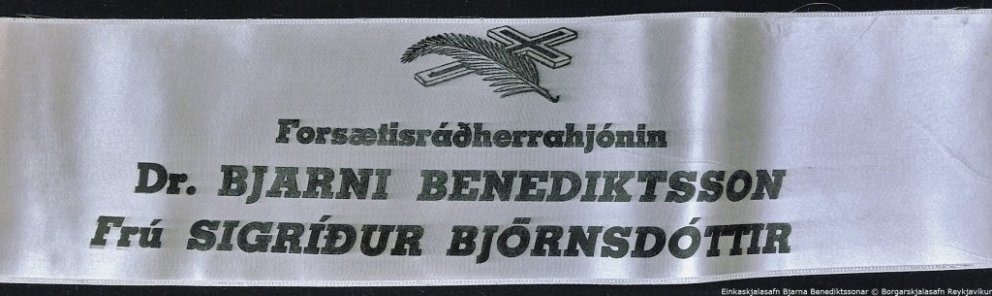 Forsætisráðherrahjónin
Dr. BJARNI BENEDIKTSSON
Frú SIGRÍÐUR BJÖRNSDÓTTIR
Einkaskjalasafn Bjarna Benediktssonar © Borgarskjalasafn Reykjavíkur